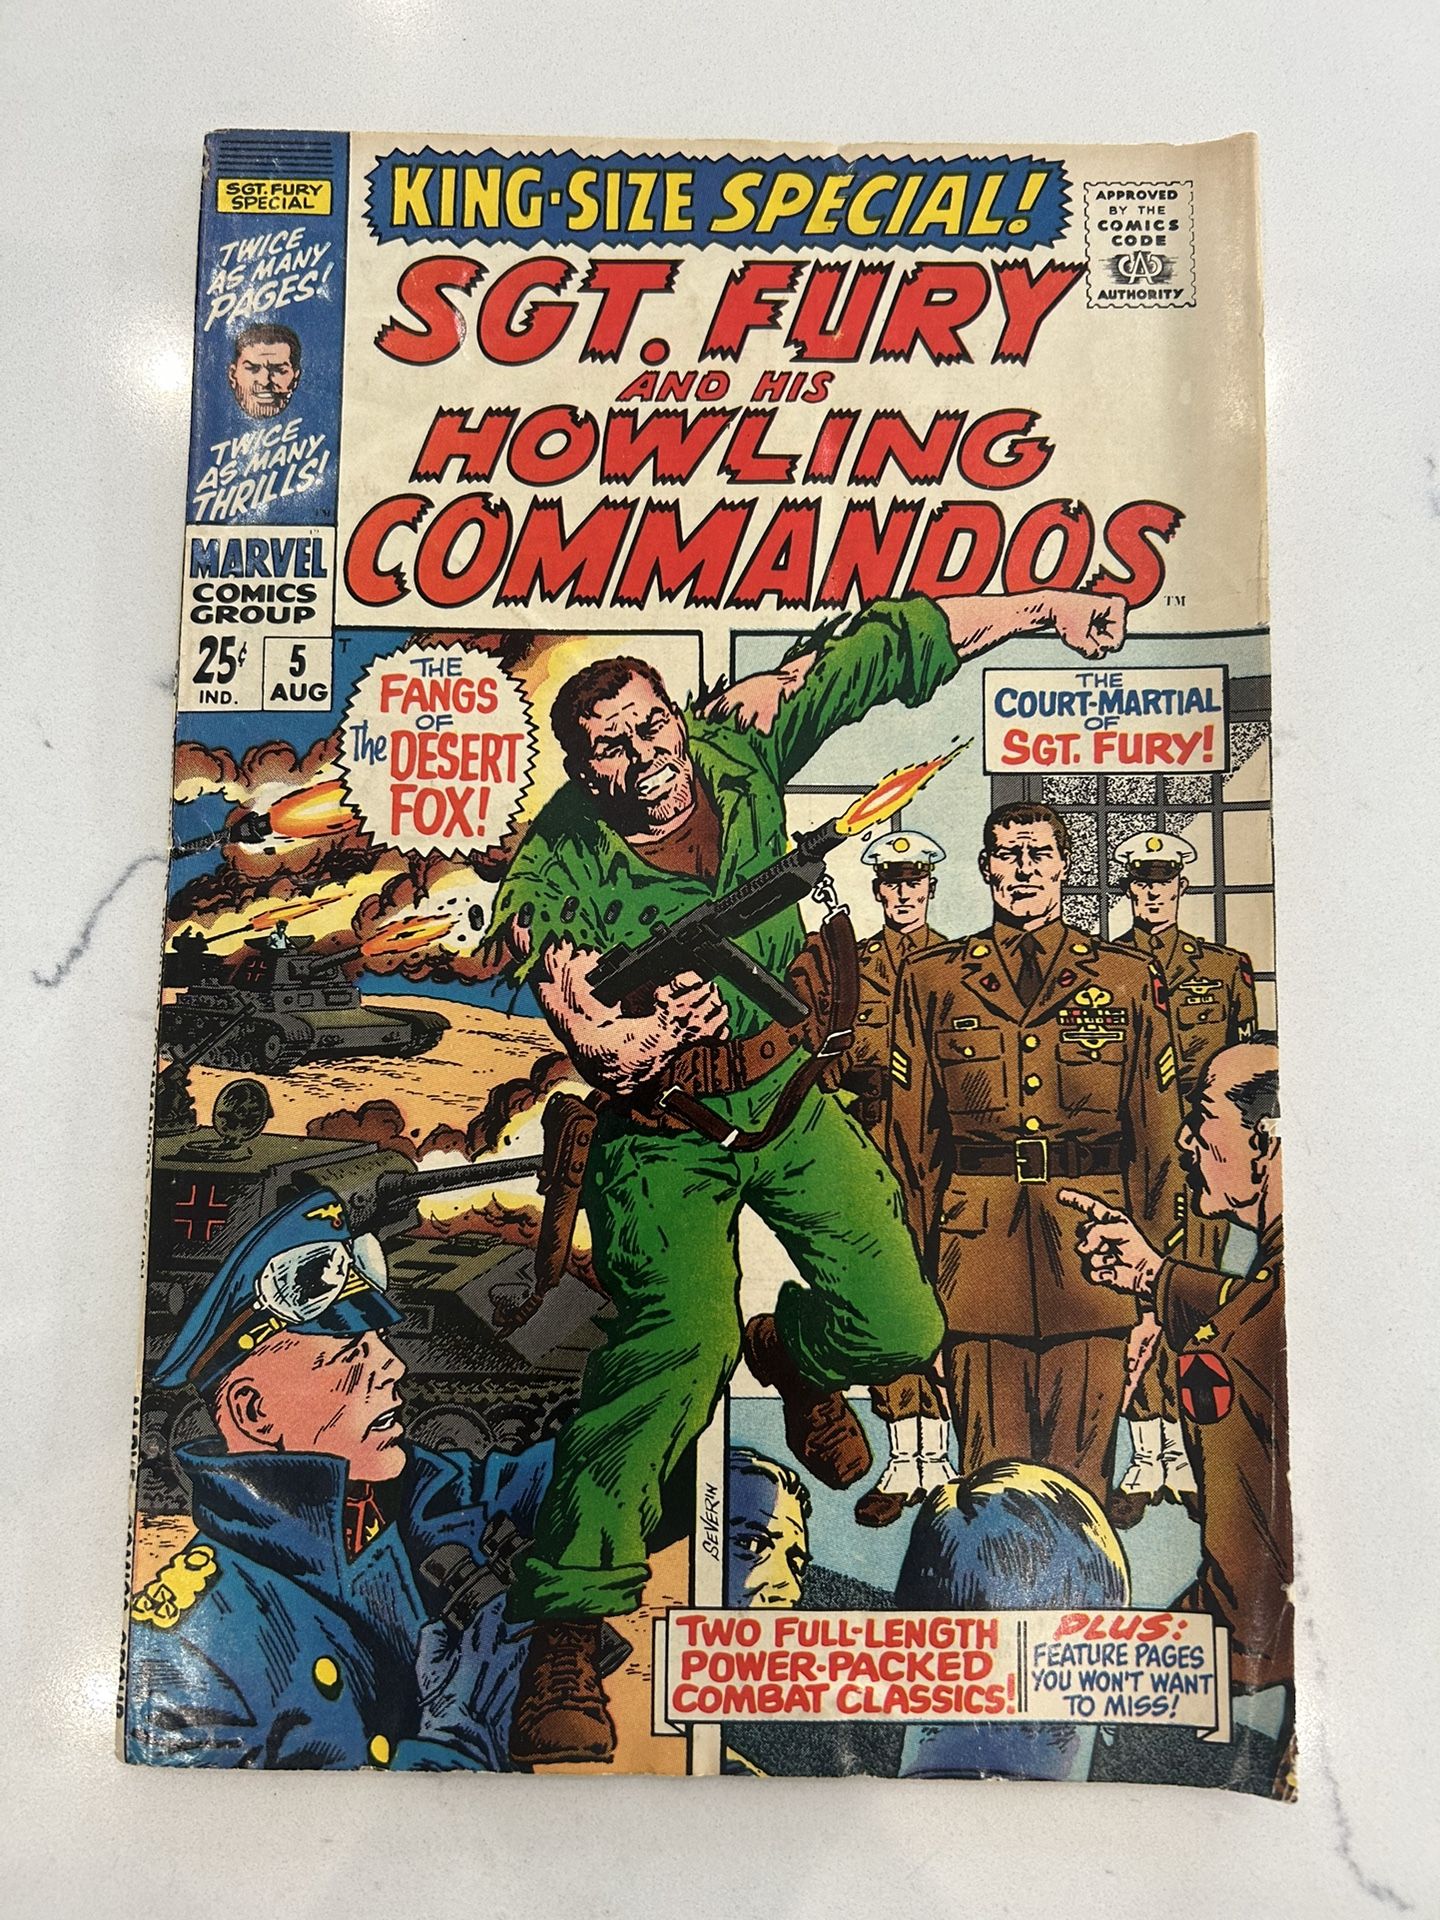 SGT. FURY
SPECIAL
TWICE
AS MANY
PAGES!
TWICE
AS MANY
THRILLS!
TM
MARVEL
COMICS
GROUP
25¢
IND.
5
AUG
KING-SIZE SPECIAL!
APPROVED
BY THE
COMICS
CODE
CA
AUTHORITY
SGT. FURY
AND HIS
HOWLING
COMMANDOS
TM
T
THE
FANGS
OF
The DESERT
FOX!
THE
COURT-MARTIAL
OF
SGT. FURY!
M
SEVERIN
TWO FULL-LENGTH
POWER-PACKED
COMBAT CLASSICS!
PLUS:
FEATURE PAGES
YOU WON'T WANT
TO MISS!